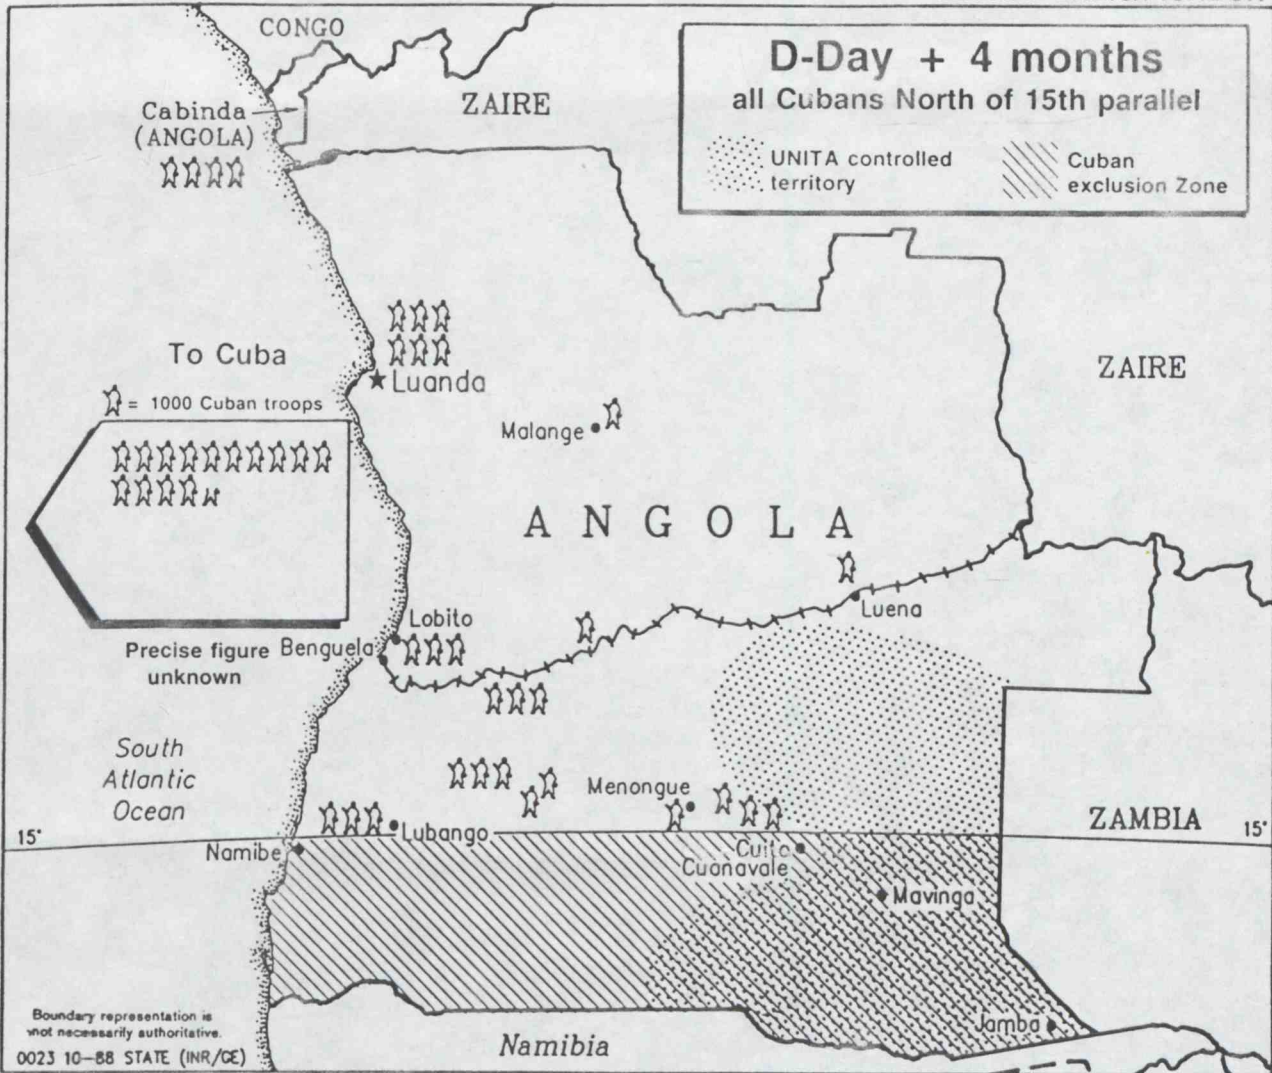 CONGO
D-Day + 4 months
all Cubans North of 15th parallel
UNITA controlled
territory
Cuban
exclusion Zone
Cabinda
(ANGOLA)
ZAIRE
To Cuba
= 1000 Cuban troops
Luanda
ZAIRE
Malange
ANGOLA
Luena
Lobito
Benguela
Precise figure
unknown
South
Atlantic
Ocean
Menongue
ZAMBIA
15°
15°
Lubango
Namibe
Cuito
Cuanavale
Mavinga
Jamba
Namibia
Boundary representation is
not necessarily authoritative.
0023 10-88 STATE (INR/GE)